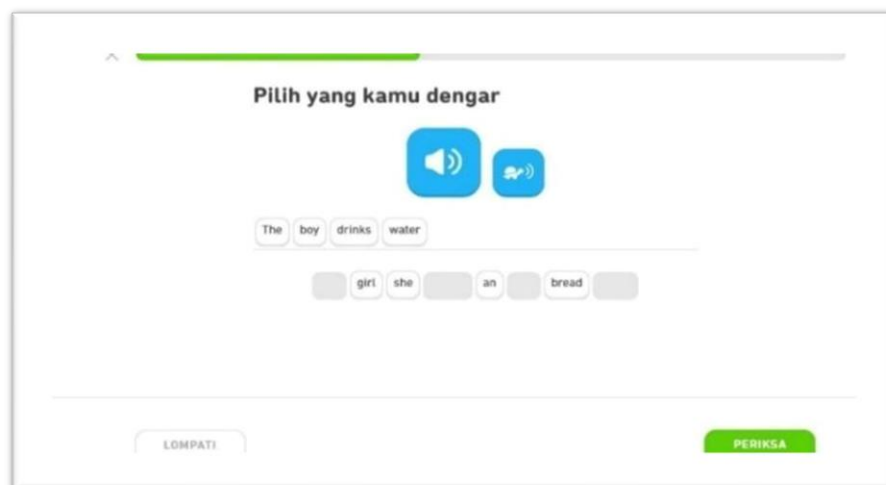 Pilih yang kamu dengar
The boy drinks water
girl she an bread
LOMPATI PERIKSA